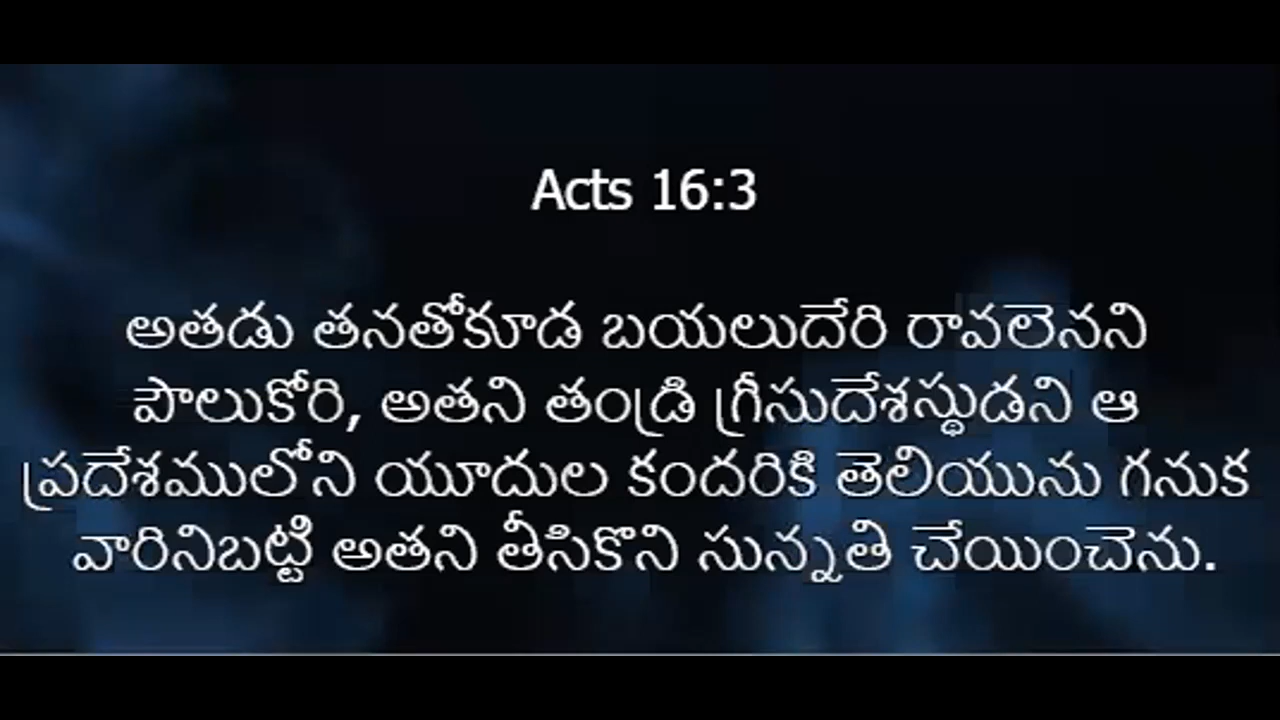 Acts 16:3
అతడు తనతోకూడ బయలుదేరి రావలెనని
పౌలుకోరి, అతని తండ్రి గ్రీసుదేశస్థుడని ఆ
ప్రదేశములోని యూదుల కందరికి తెలియును గనుక
వారినిబట్టి అతని తీసికొని సున్నతి చేయించెను.